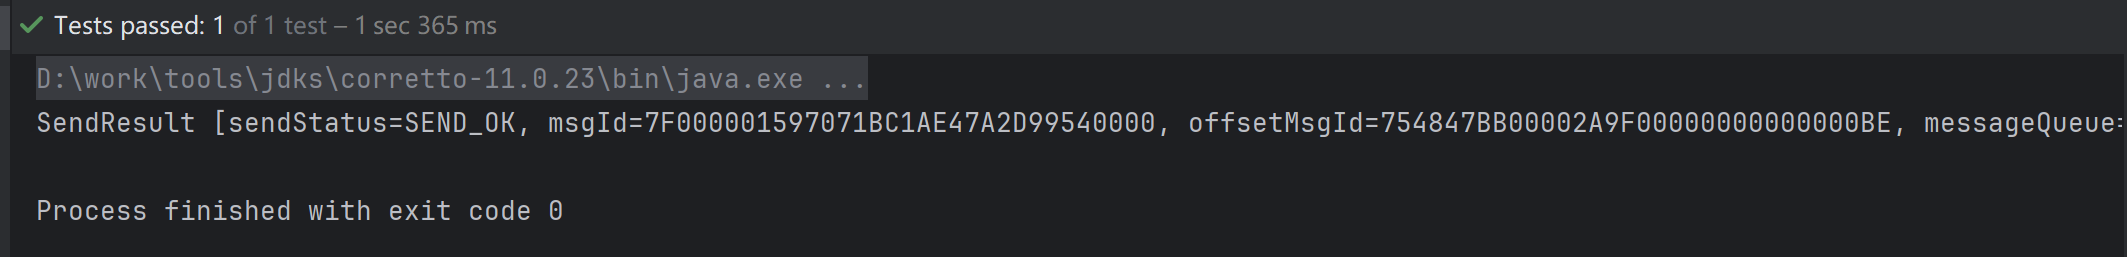 Tests passed: 1 of 1 test – 1 sec 365 ms
D:\work\tools\jdks\corretto-11.0.23\bin\java.exe ...
SendResult [sendStatus=SEND_OK, msgId=7F000001597071BC1AE47A2D99540000, offsetMsgId=754847BB00002A9F00000000000000BE, messageQueue=
Process finished with exit code 0